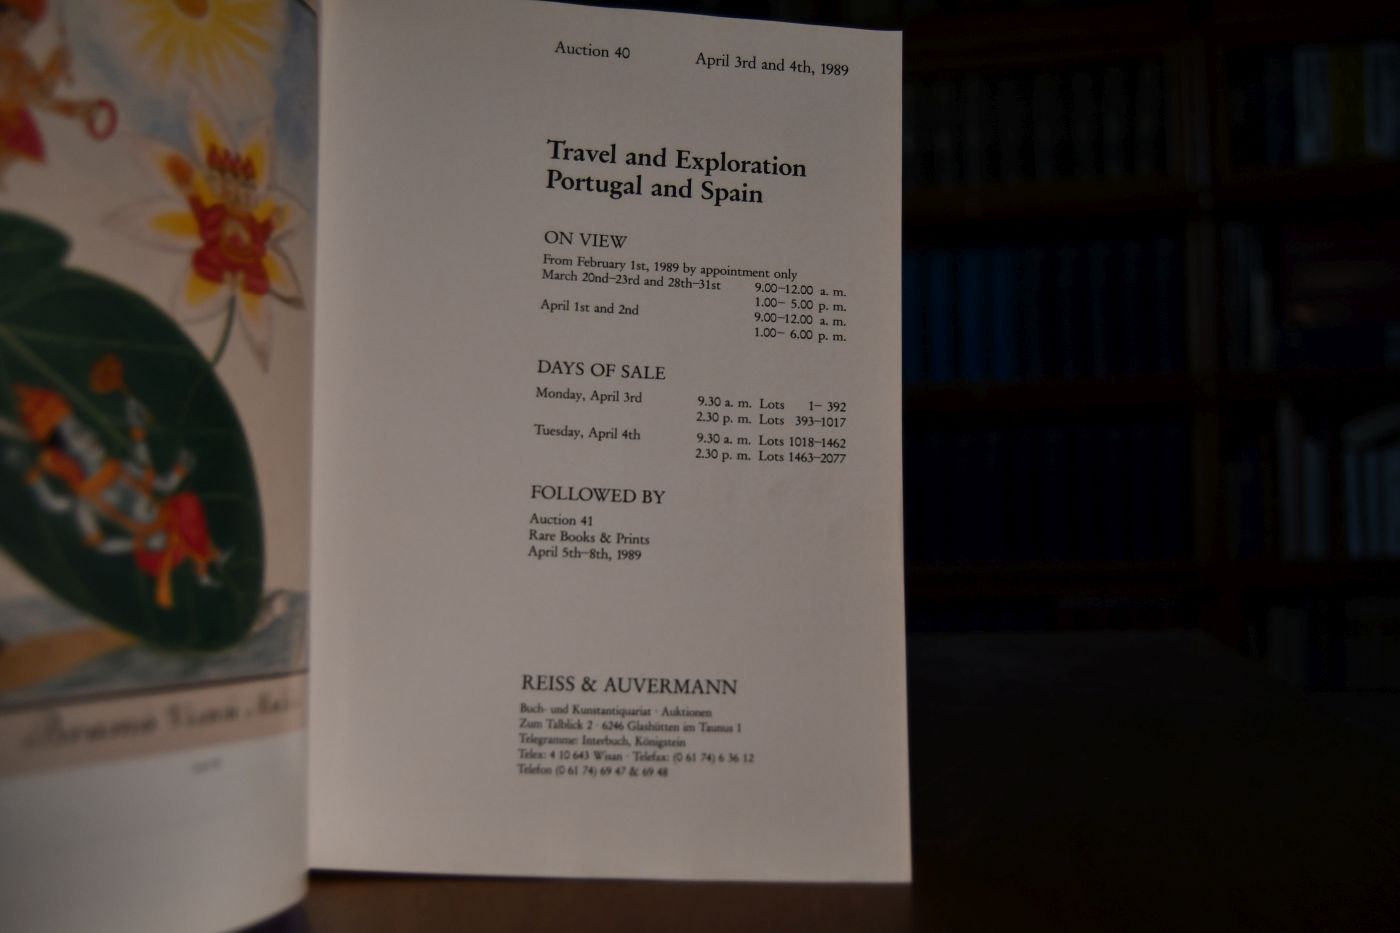 Auction 40 April 3rd and 4th, 1989
Travel and Exploration
Portugal and Spain
ON VIEW
From February 1st, 1989 by appointment only
March 20nd–23rd and 28th–31st 9.00–12.00 a. m.
1.00– 5.00 p. m.
April 1st and 2nd 9.00–12.00 a. m.
1.00– 6.00 p. m.
DAYS OF SALE
Monday, April 3rd 9.30 a. m. Lots 1– 392
2.30 p. m. Lots 393–1017
Tuesday, April 4th 9.30 a. m. Lots 1018–1462
2.30 p. m. Lots 1463–2077
FOLLOWED BY
Auction 41
Rare Books & Prints
April 5th–8th, 1989
REISS & AUVERMANN
Buch- und Kunstantiquariat · Auktionen
Zum Talblick 2 · 6246 Glashütten im Taunus 1
Telegramme: Interbuch, Königstein
Telex: 4 10 643 Wisan · Telefax: (0 61 74) 6 36 12
Telefon (0 61 74) 69 47 & 69 48